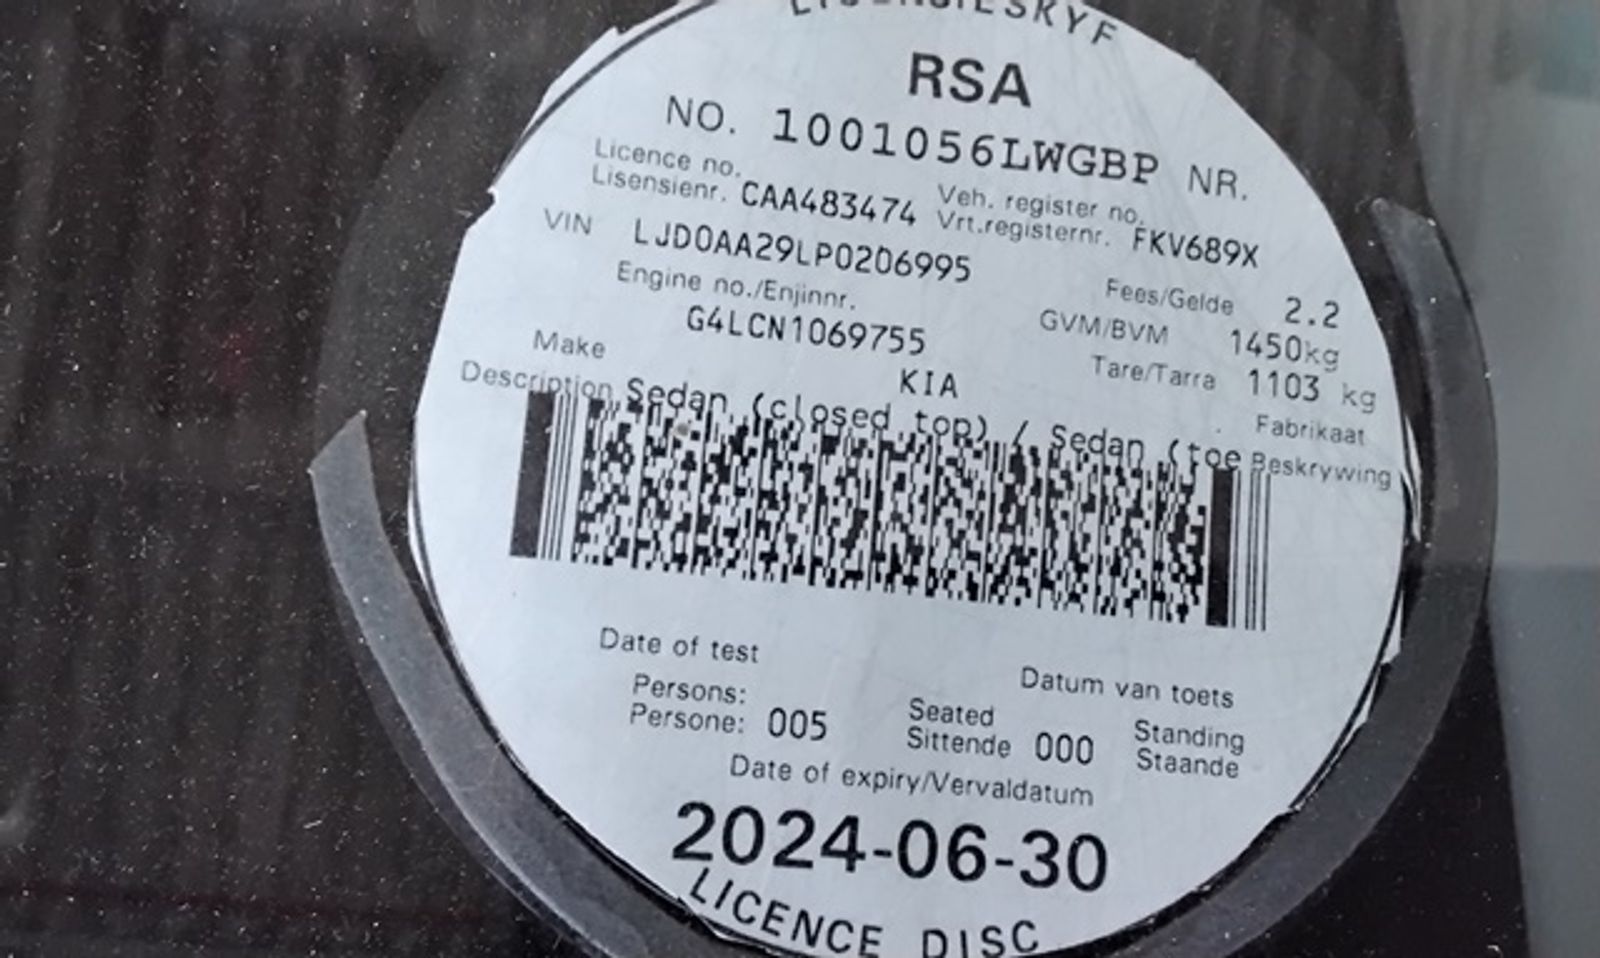 LISENSIESKYF
RSA
NO. 1001056LWGBP NR.
Licence no.
Lisensienr. CAA483474
Veh. register no.
Vrt.registernr. FKV689X
VIN LJD0AA29LP0206995
Engine no./Enjinnr.
G4LCN1069755
Fees/Gelde 2.2
GVM/BVM 1450kg
Tare/Tarra 1103 kg
Make KIA Fabrikaat
Description Sedan (closed top) / Sedan (toe Beskrywing
Date of test Datum van toets
Persons: Seated Standing
Persone: 005 Sittende 000 Staande
Date of expiry/Vervaldatum
2024-06-30
LICENCE DISC